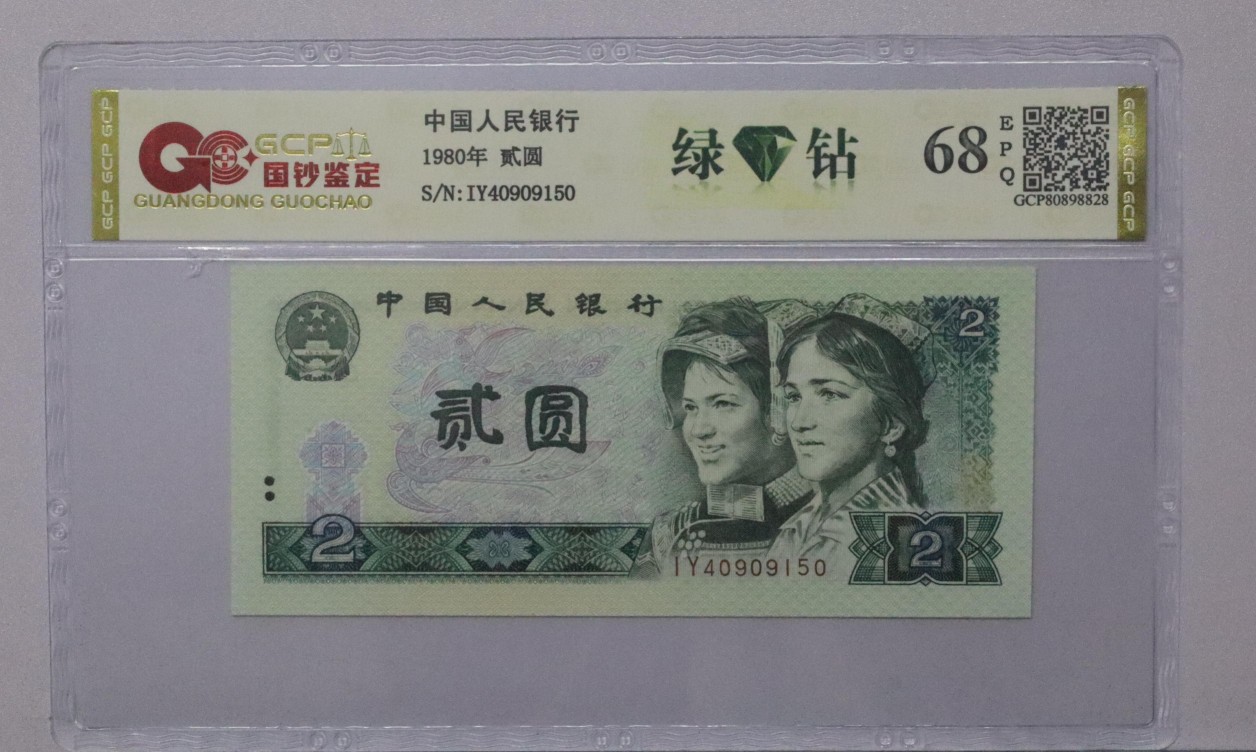 GCP GCP GCP
GCP
国钞鉴定
GUANGDONG GUOCHAO
中国人民银行
1980年 贰圆
S/N:IY40909150
绿 钻
68
EPQ
GCP80898828
GCP GCP GCP
中国人民银行
2
贰圆
2
2
IY40909150